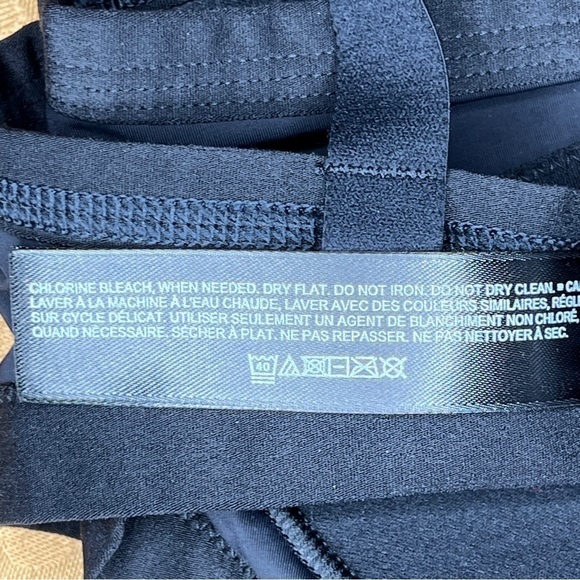 CHLORINE BLEACH, WHEN NEEDED. DRY FLAT. DO NOT IRON. DO NOT DRY CLEAN. • CA
LAVER À LA MACHINE À L'EAU CHAUDE, LAVER AVEC DES COULEURS SIMILAIRES, RÉGL
SUR CYCLE DÉLICAT. UTILISER SEULEMENT UN AGENT DE BLANCHIMENT NON CHLORÉ,
QUAND NÉCESSAIRE. SÉCHER À PLAT. NE PAS REPASSER. NE PAS NETTOYER À SEC.
40